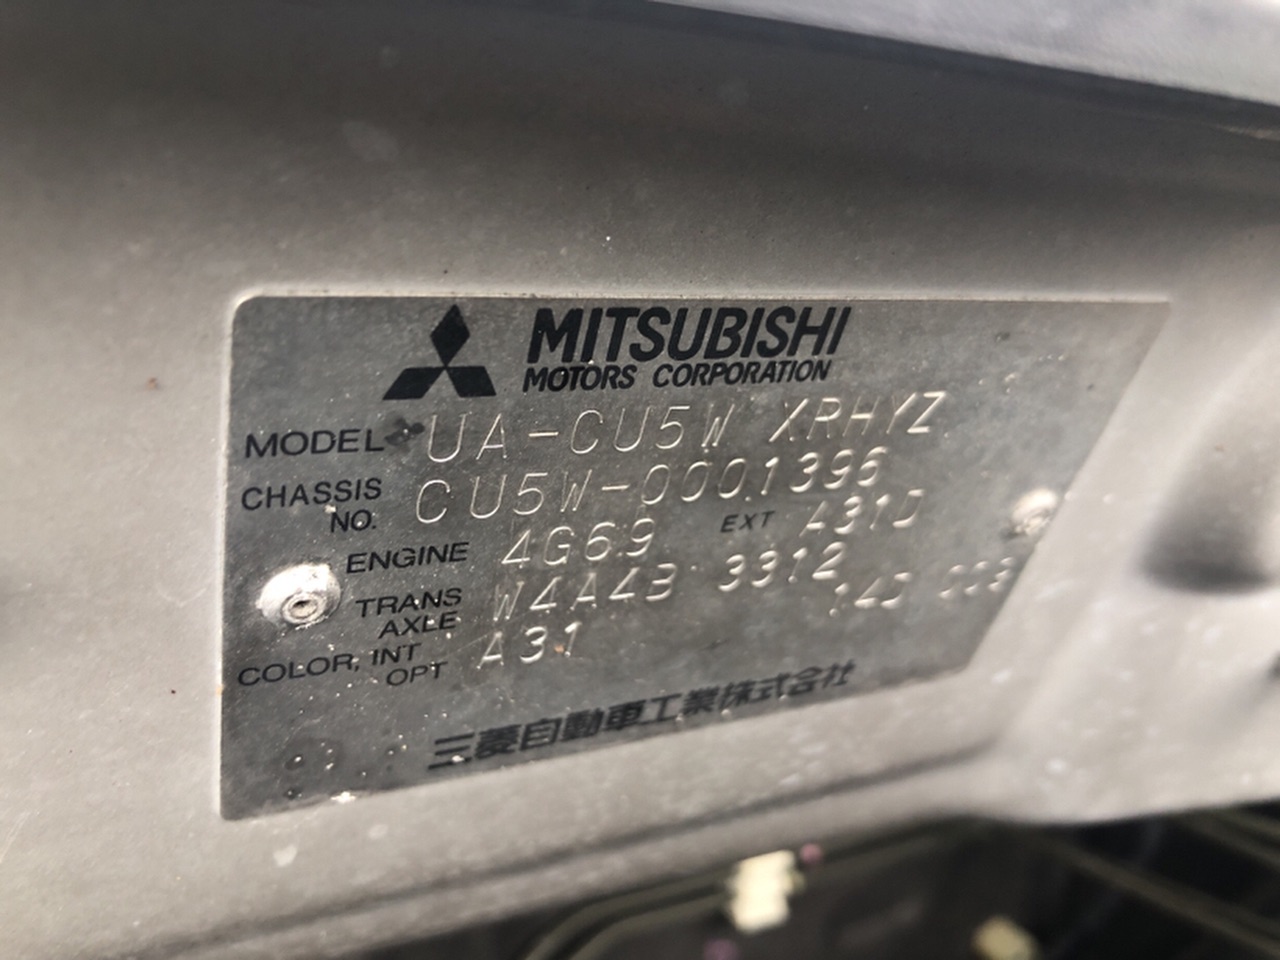 MITSUBISHI
MOTORS CORPORATION
MODEL UA-CU5W XRHYZ
CHASSIS NO. CU5W-0001396
ENGINE 4G69 EXT A31D
TRANS AXLE W4A4B 3312
COLOR, INT OPT A31
三菱自動車工業株式会社